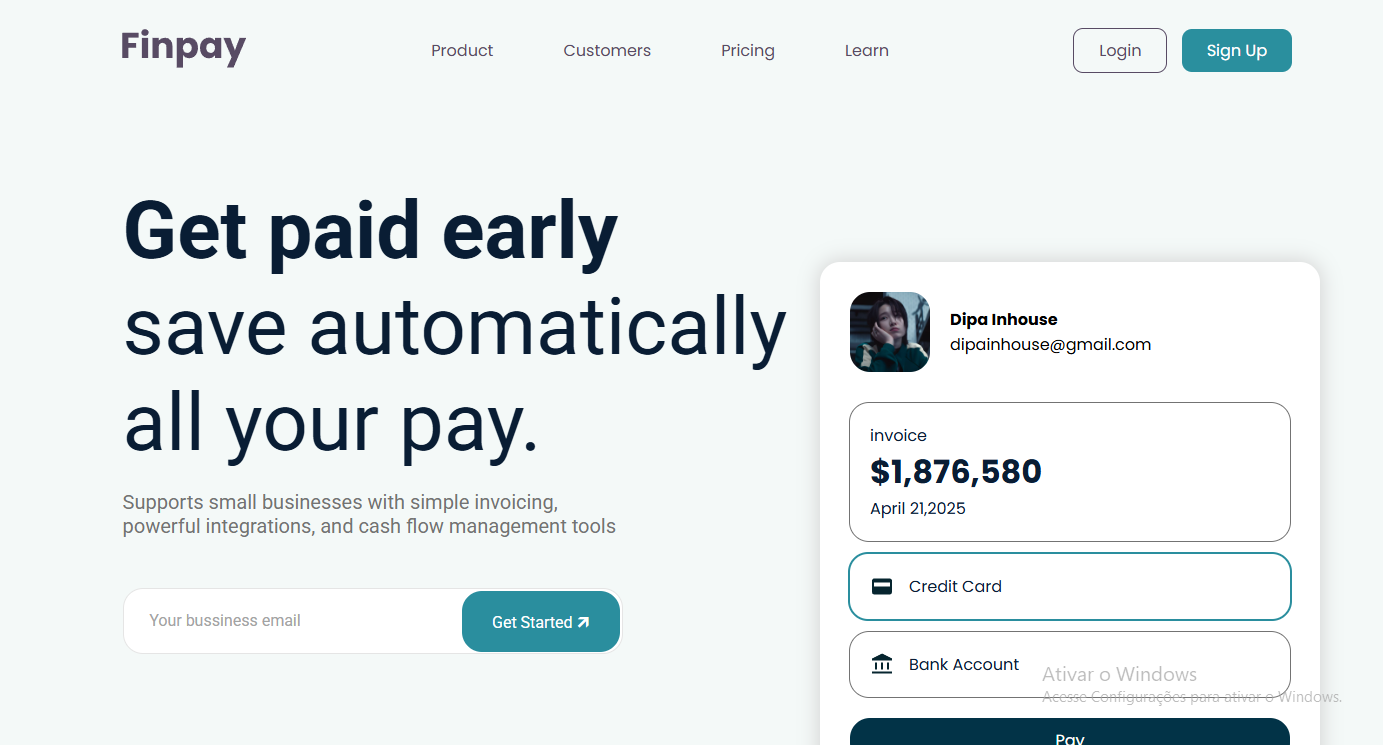 Finpay
Product
Customers
Pricing
Learn
Login
Sign Up
Get paid early
save automatically
all your pay.
Supports small businesses with simple invoicing,
powerful integrations, and cash flow management tools
Your bussiness email
Get Started
Dipa Inhouse
dipainhouse@gmail.com
invoice
$1,876,580
April 21,2025
Credit Card
Bank Account
Pay
Ativar o Windows
Acesse Configurações para ativar o Windows.